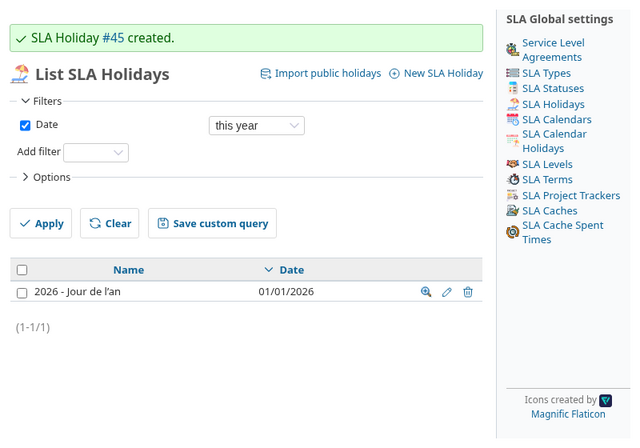 SLA Holiday #45 created.
List SLA Holidays
Import public holidays
New SLA Holiday
Filters
Date
this year
Add filter
Options
Apply
Clear
Save custom query
Name
Date
2026 - Jour de l'an
01/01/2026
(1-1/1)
SLA Global settings
Service Level
Agreements
SLA Types
SLA Statuses
SLA Holidays
SLA Calendars
SLA Calendar
Holidays
SLA Levels
SLA Terms
SLA Project Trackers
SLA Caches
SLA Cache Spent
Times
Icons created by
Magnific Flaticon